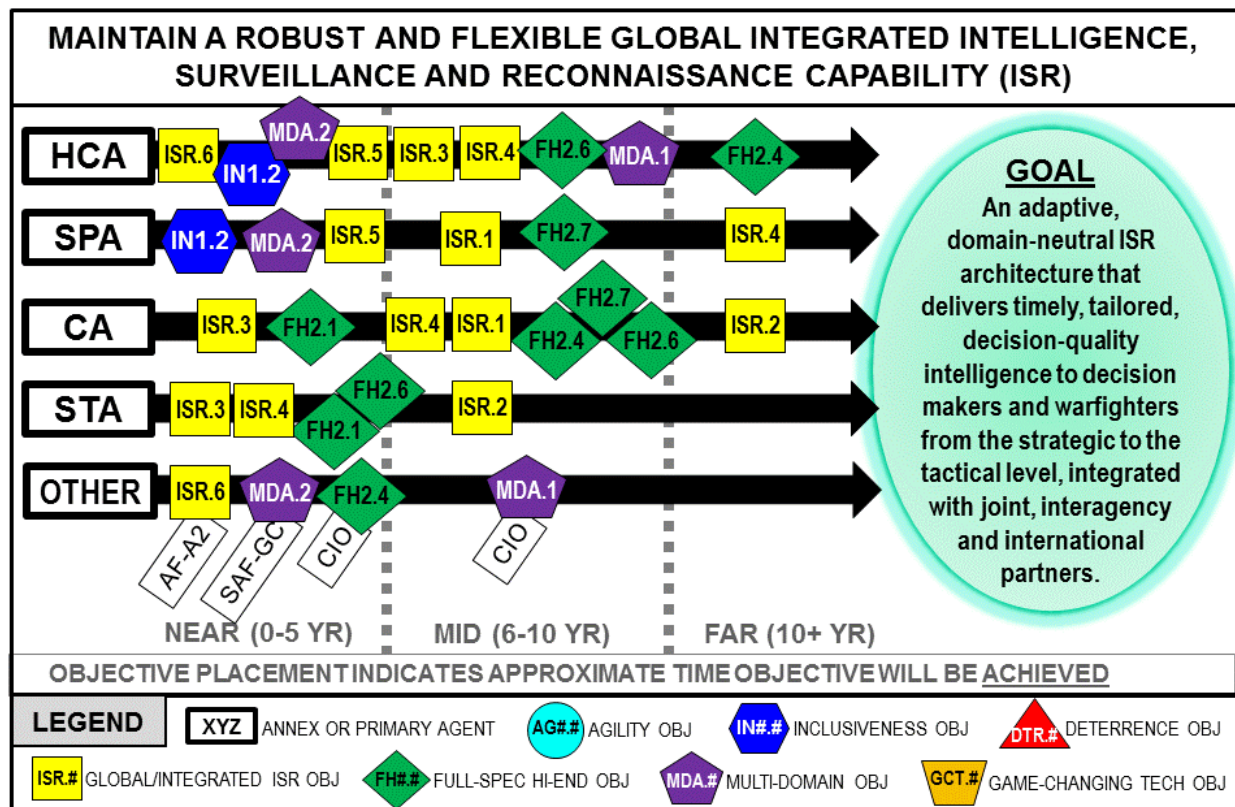 MAINTAIN A ROBUST AND FLEXIBLE GLOBAL INTEGRATED INTELLIGENCE,
SURVEILLANCE AND RECONNAISSANCE CAPABILITY (ISR)
HCA
ISR.6
IN1.2
MDA.2
ISR.5
ISR.3
ISR.4
FH2.6
MDA.1
FH2.4
SPA
IN1.2
MDA.2
ISR.5
ISR.1
FH2.7
ISR.4
CA
ISR.3
FH2.1
ISR.4
ISR.1
FH2.4
FH2.7
FH2.6
ISR.2
STA
ISR.3
ISR.4
FH2.1
FH2.6
ISR.2
OTHER
ISR.6
MDA.2
FH2.4
MDA.1
AF-A2
SAF-GC
CIO
CIO
GOAL
An adaptive,
domain-neutral ISR
architecture that
delivers timely, tailored,
decision-quality
intelligence to decision
makers and warfighters
from the strategic to the
tactical level, integrated
with joint, interagency
and international
partners.
NEAR (0-5 YR)
MID (6-10 YR)
FAR (10+ YR)
OBJECTIVE PLACEMENT INDICATES APPROXIMATE TIME OBJECTIVE WILL BE ACHIEVED
LEGEND
XYZ ANNEX OR PRIMARY AGENT
AG#.# AGILITY OBJ
IN#.# INCLUSIVENESS OBJ
DTR.# DETERRENCE OBJ
ISR.# GLOBAL/INTEGRATED ISR OBJ
FH#.# FULL-SPEC HI-END OBJ
MDA.# MULTI-DOMAIN OBJ
GCT.# GAME-CHANGING TECH OBJ